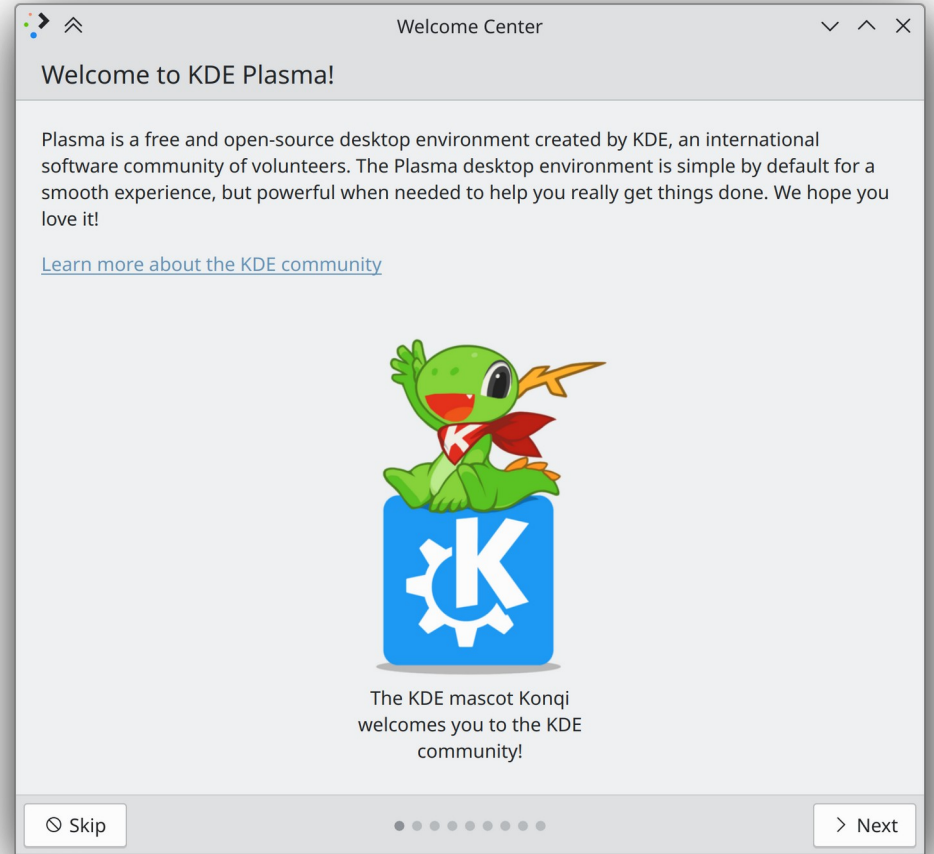 Welcome Center
Welcome to KDE Plasma!
Plasma is a free and open-source desktop environment created by KDE, an international
software community of volunteers. The Plasma desktop environment is simple by default for a
smooth experience, but powerful when needed to help you really get things done. We hope you
love it!
Learn more about the KDE community
K
K
The KDE mascot Konqi
welcomes you to the KDE
community!
Skip
Next